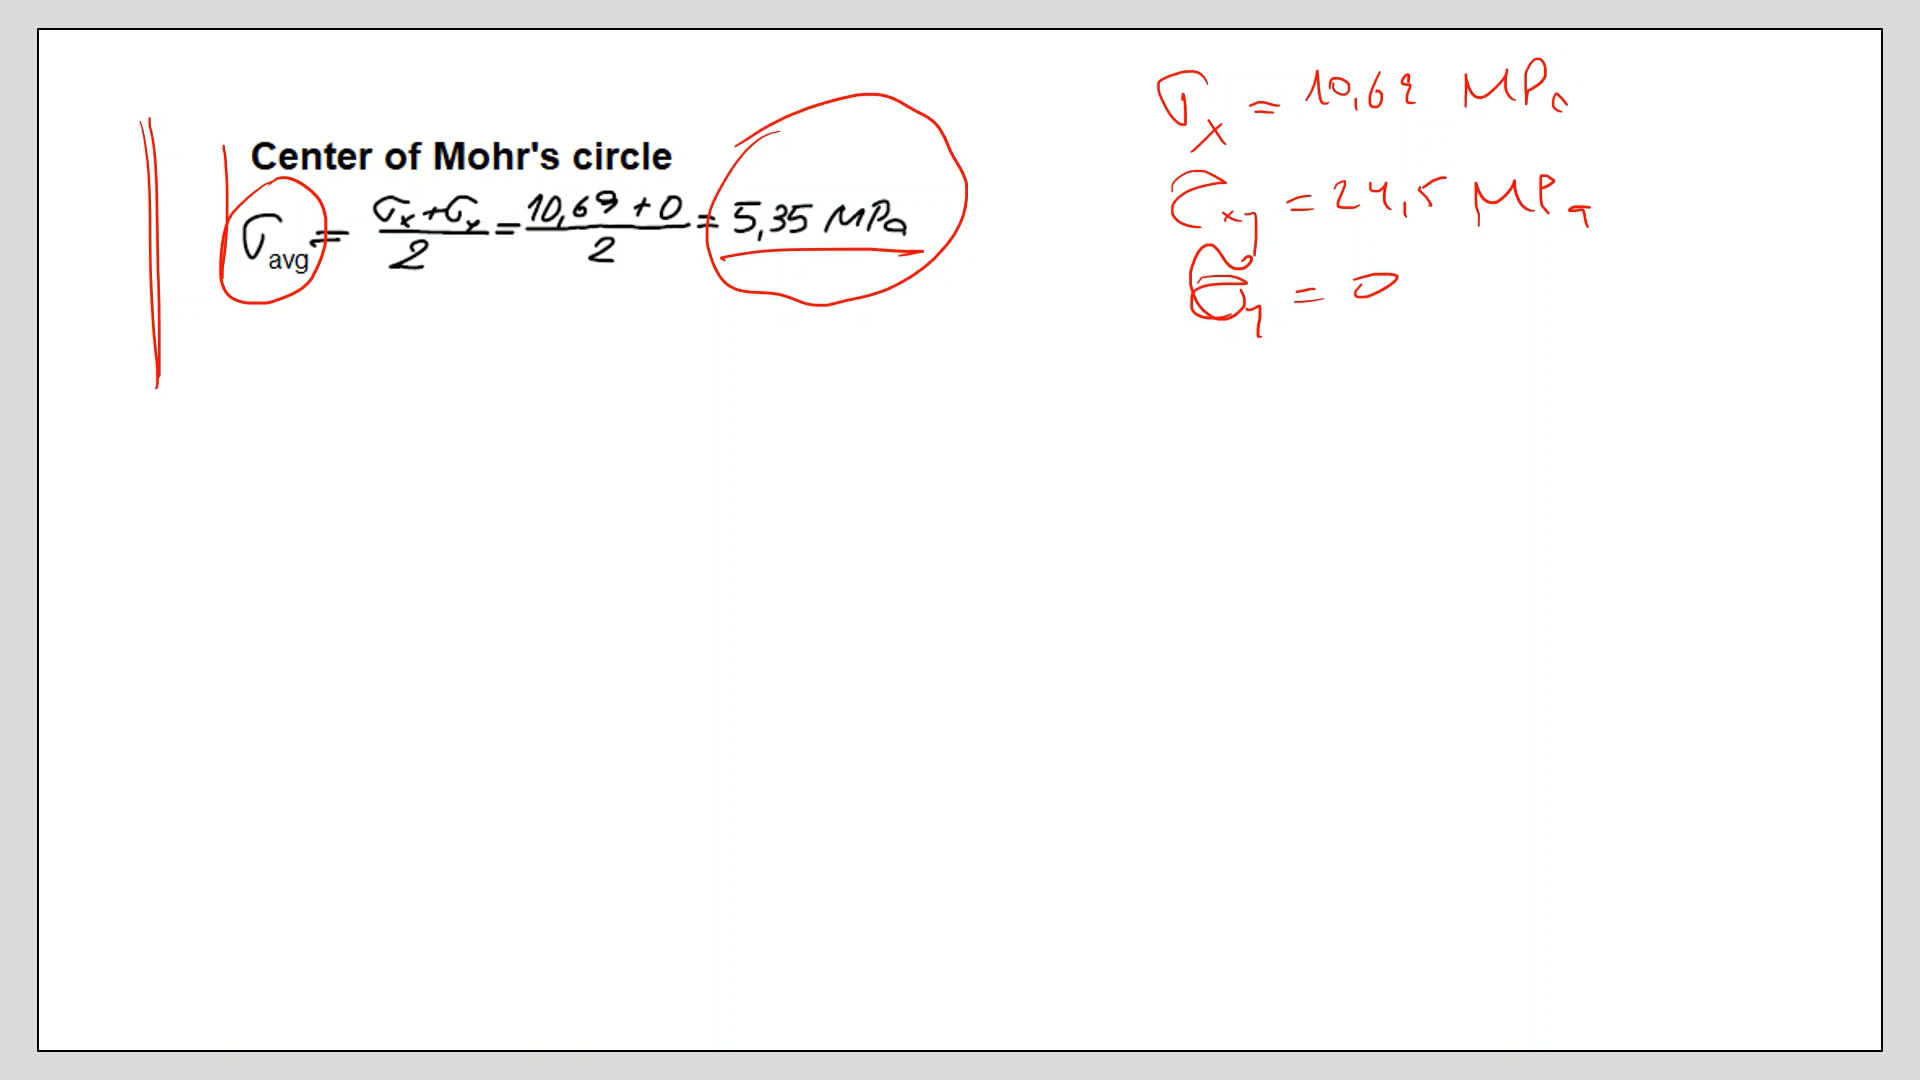 Center of Mohr's circle
σavg = (σx + σy)/2 = (10,69 + 0)/2 = 5,35 MPa
σx = 10,69 MPa
τxy = 24,5 MPa
σy = 0